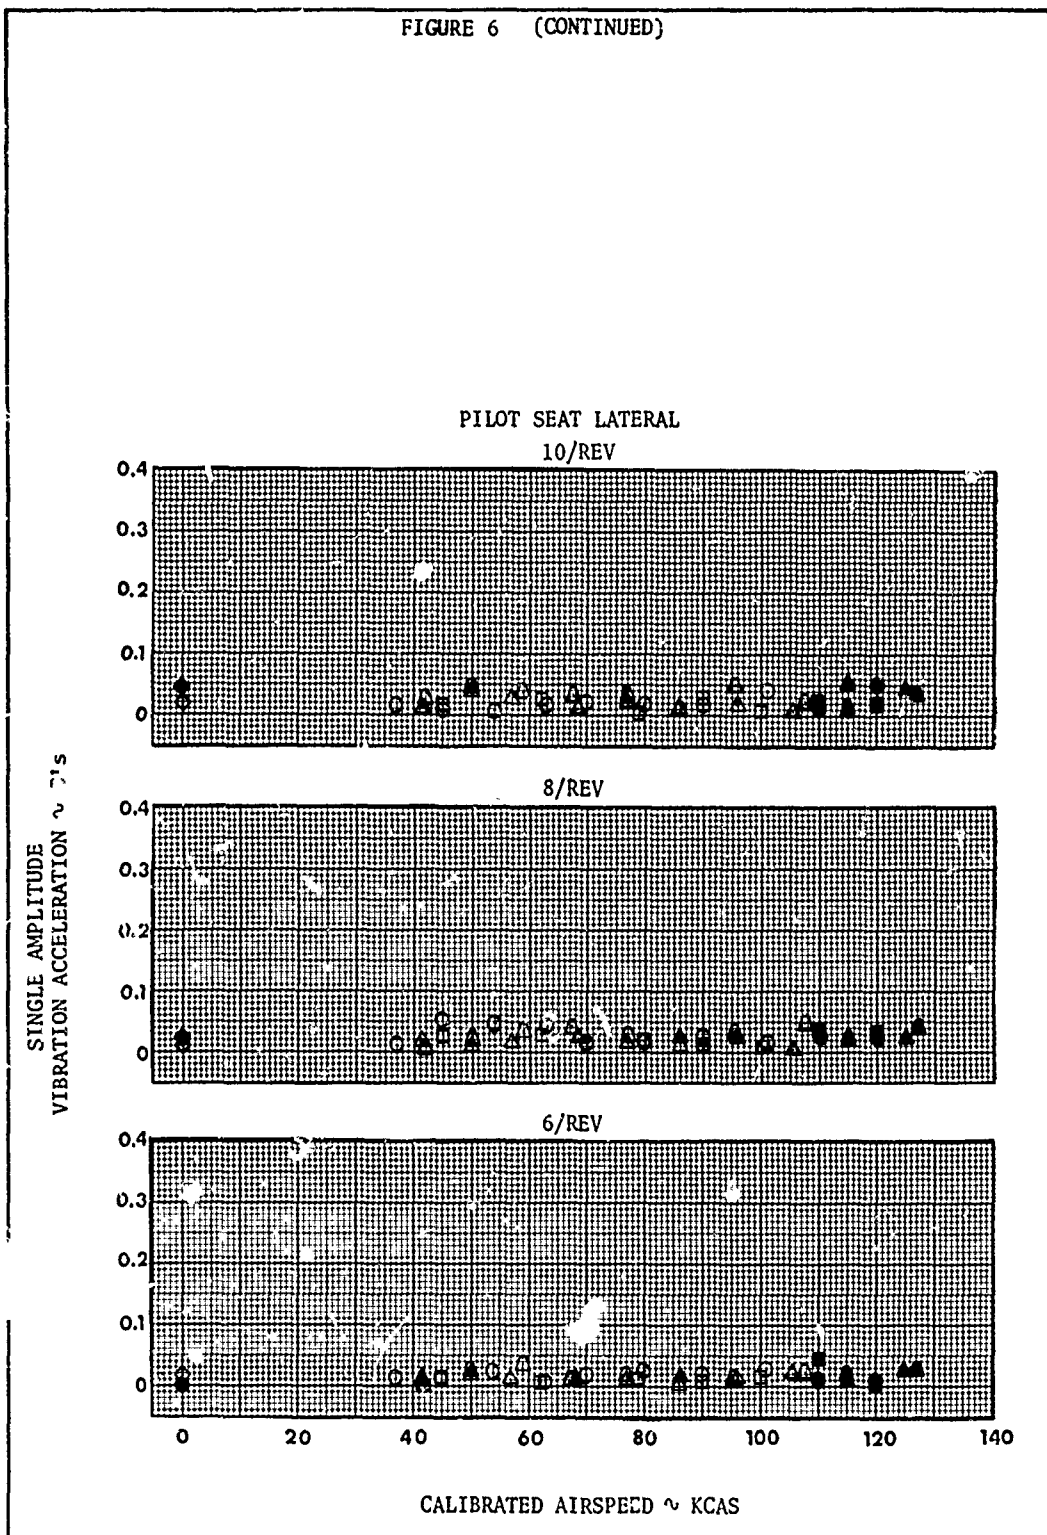 FIGURE 6 (CONTINUED)
PILOT SEAT LATERAL
10/REV
0.4
0.3
0.2
0.1
0
8/REV
0.4
0.3
0.2
0.1
0
SINGLE AMPLITUDE
VIBRATION ACCELERATION ~
6/REV
0.4
0.3
0.2
0.1
0
0 20 40 60 80 100 120 140
CALIBRATED AIRSPEED ~ KCAS